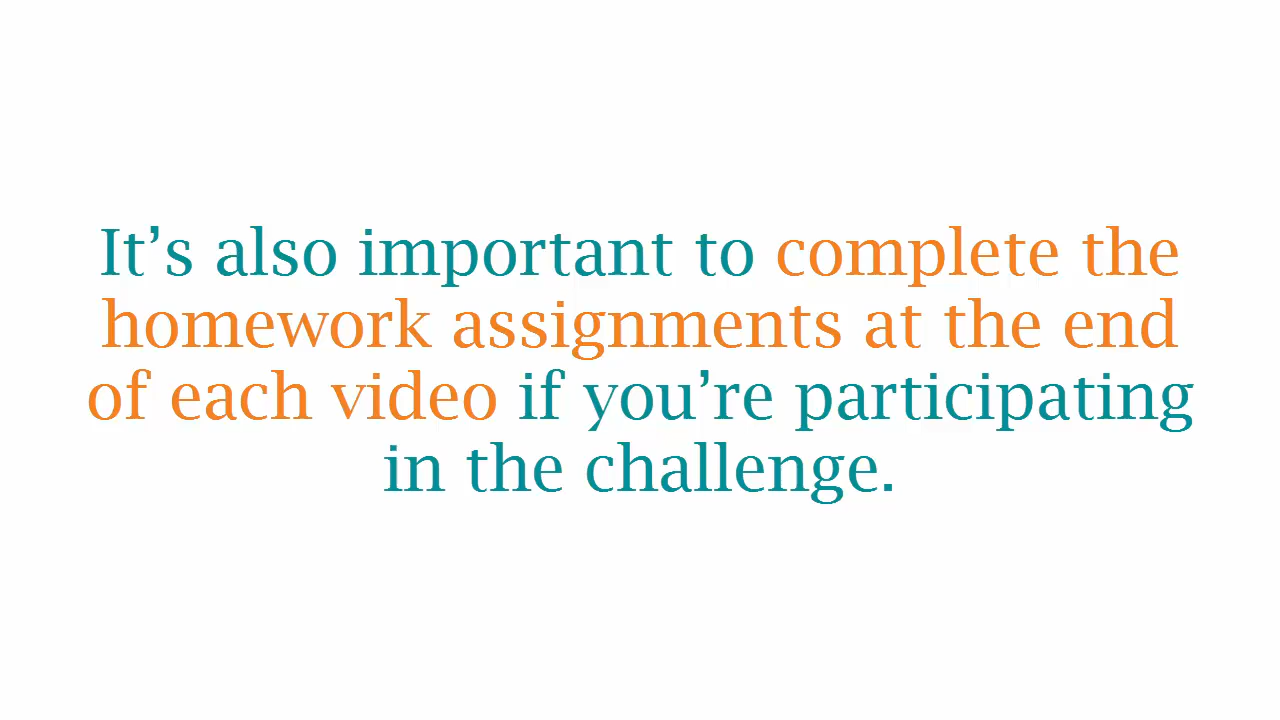 It’s also important to complete the
homework assignments at the end
of each video if you’re participating
in the challenge.